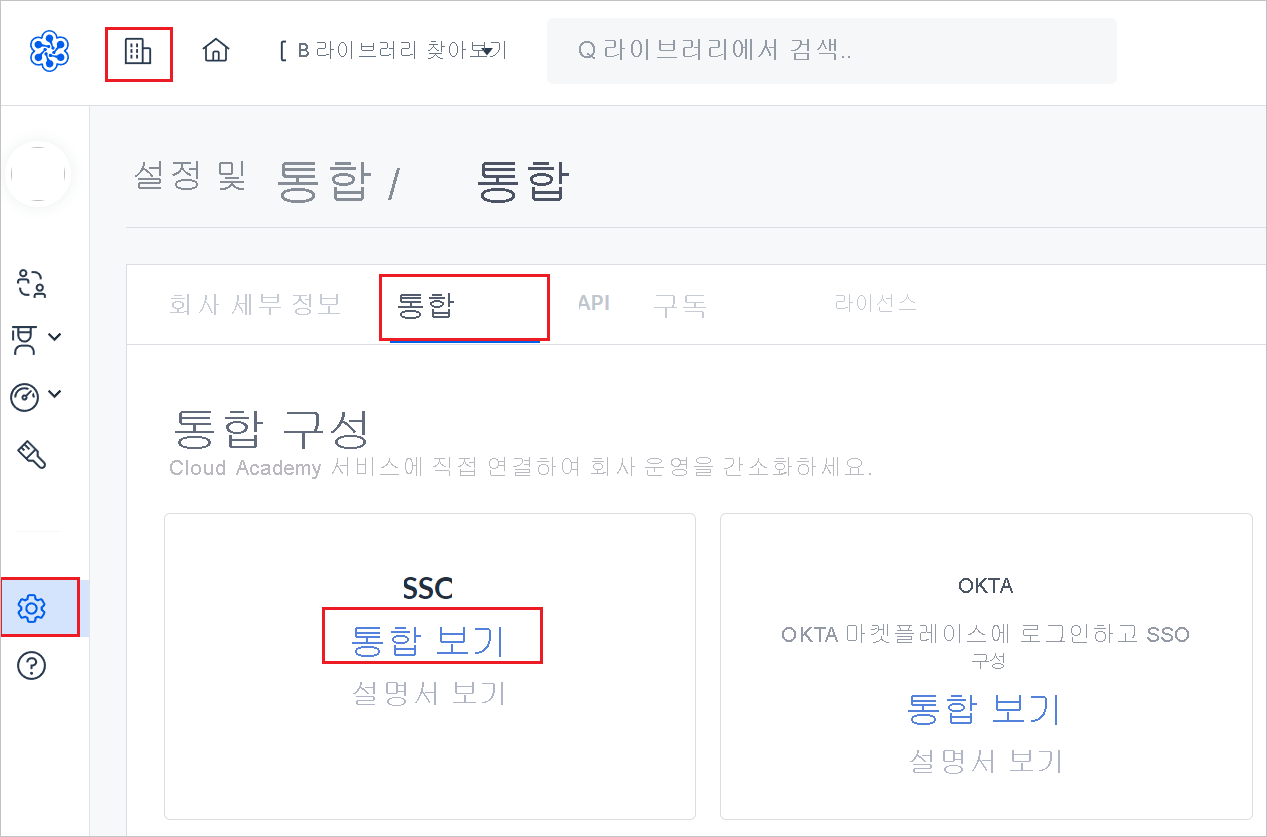 [ B 라이브러리 찾아보기
Q 라이브러리에서 검색..
설정 및 통합 / 통합
회사 세부 정보 통합 API 구독 라이선스
통합 구성
Cloud Academy 서비스에 직접 연결하여 회사 운영을 간소화하세요.
SSC
통합 보기
설명서 보기
OKTA
OKTA 마켓플레이스에 로그인하고 SSO
구성
통합 보기
설명서 보기